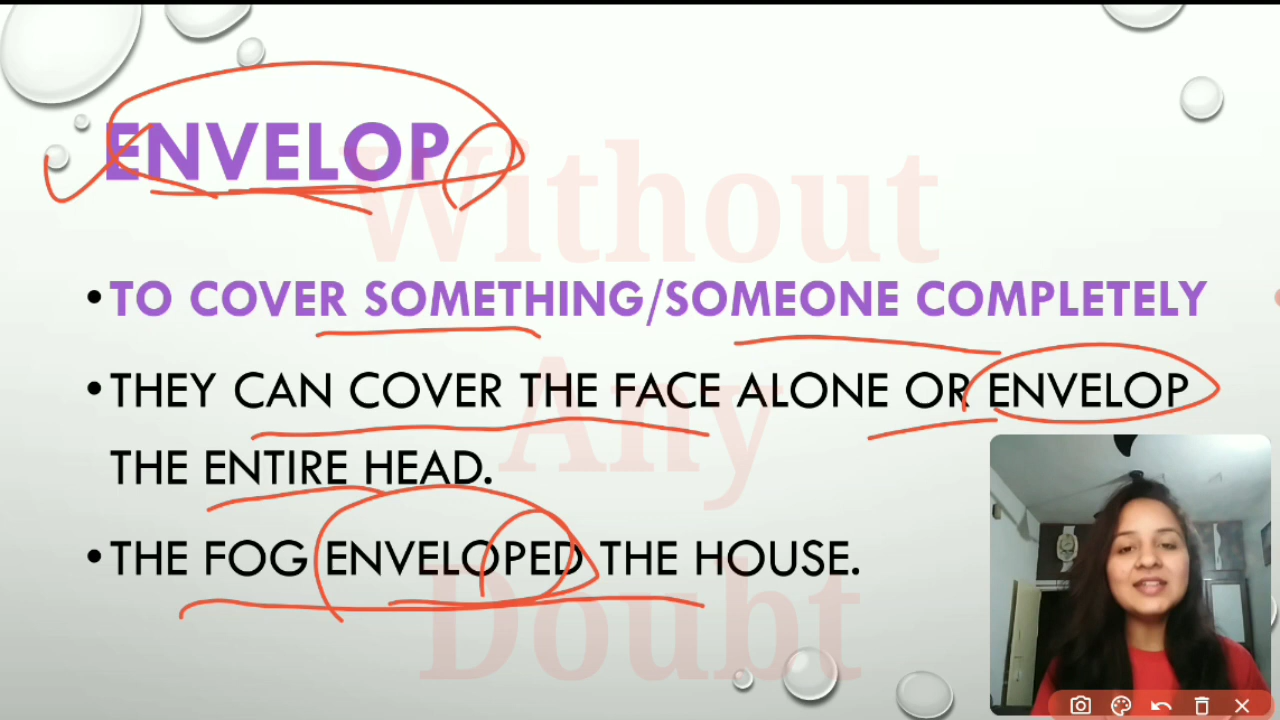 ENVELOP
• TO COVER SOMETHING/SOMEONE COMPLETELY
• THEY CAN COVER THE FACE ALONE OR ENVELOP
THE ENTIRE HEAD.
• THE FOG ENVELOPED THE HOUSE.
Without
Any
Doubt